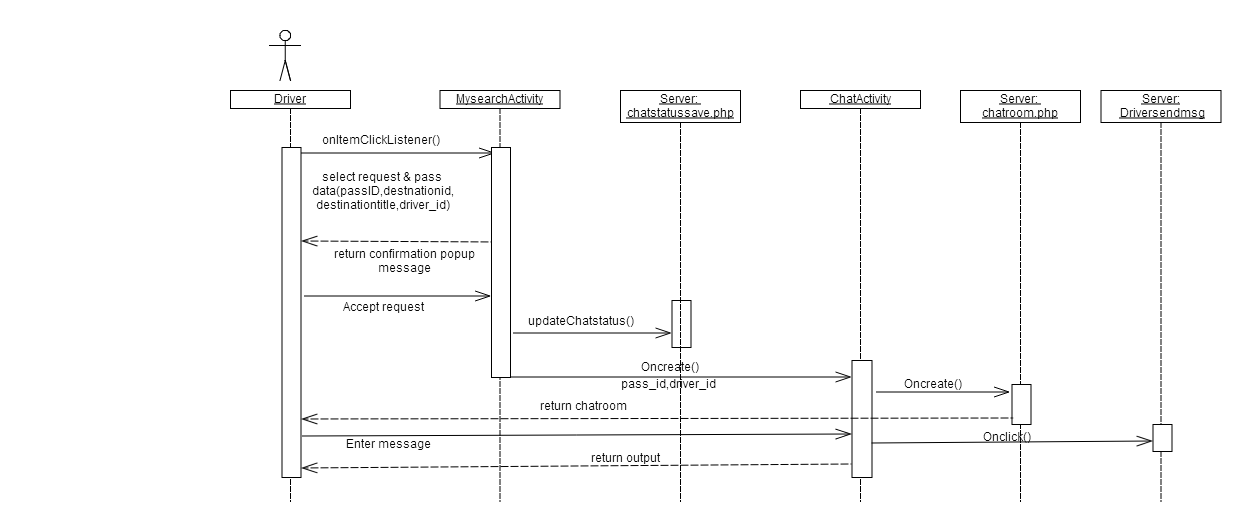 Driver
MysearchActivity
Server:
chatstatussave.php
ChatActivity
Server:
chatroom.php
Server:
Driversendmsg
onItemClickListener()
select request & pass
data(passID,destnationid,
destinationtitle,driver_id)
return confirmation popup
message
Accept request
updateChatstatus()
Oncreate()
pass_id,driver_id
Oncreate()
return chatroom
Enter message
Onclick()
return output